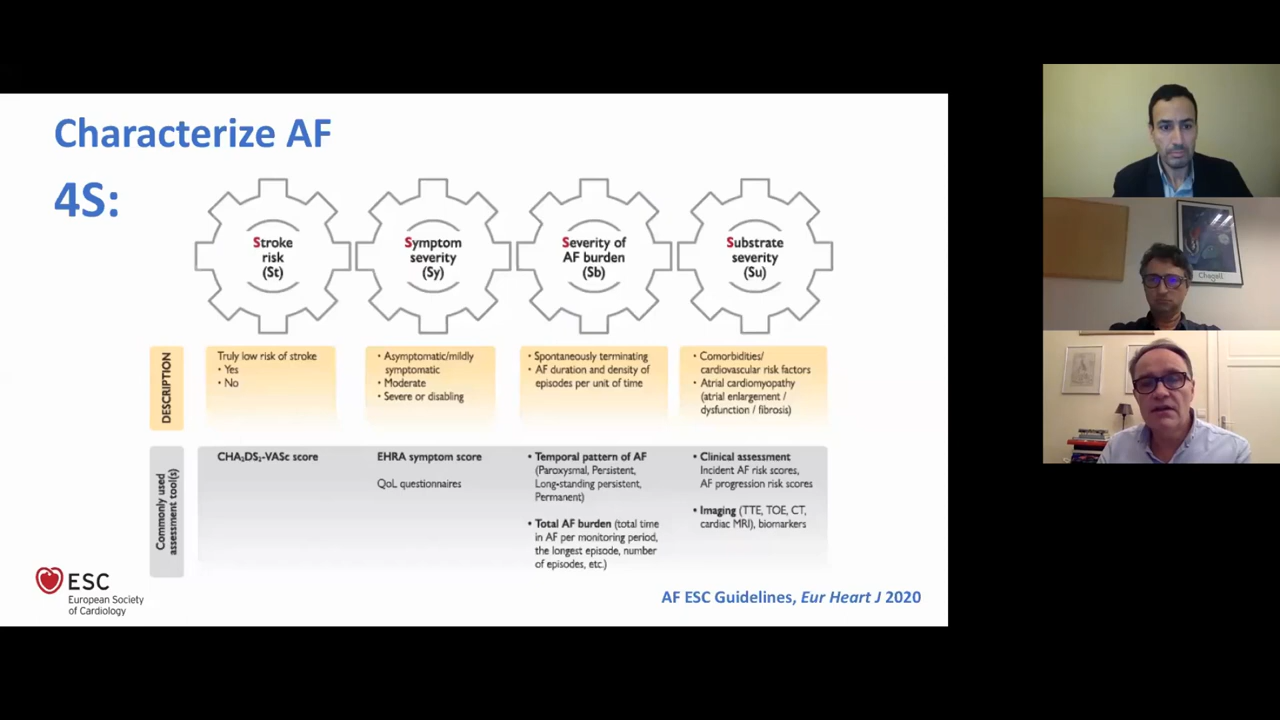 Characterize AF
4S:
Stroke
risk
(St)
Symptom
severity
(Sy)
Severity of
AF burden
(Sb)
Substrate
severity
(Su)
DESCRIPTION
Truly low risk of stroke
• Yes
• No
• Asymptomatic/mildly
symptomatic
• Moderate
• Severe or disabling
• Spontaneously terminating
• AF duration and density of
episodes per unit of time
• Comorbidities/
cardiovascular risk factors
• Atrial cardiomyopathy
(atrial enlargement /
dysfunction / fibrosis)
Commonly used
assessment tool(s)
CHA₂DS₂-VASc score
EHRA symptom score
QoL questionnaires
• Temporal pattern of AF
(Paroxysmal, Persistent,
Long-standing persistent,
Permanent)
• Total AF burden (total time
in AF per monitoring period,
the longest episode, number
of episodes, etc.)
• Clinical assessment
Incident AF risk scores,
AF progression risk scores
• Imaging (TTE, TOE, CT,
cardiac MRI), biomarkers
ESC
European Society
of Cardiology
AF ESC Guidelines, Eur Heart J 2020
Chagall